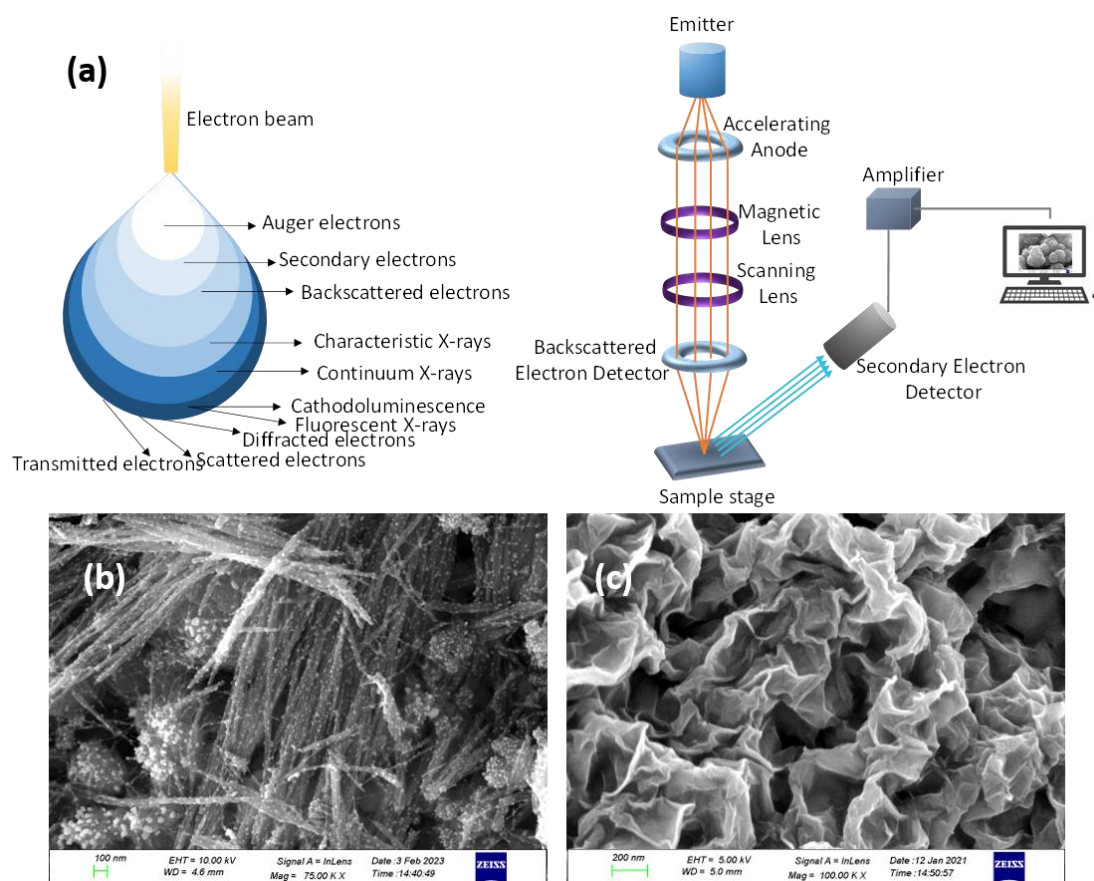 (a)
Electron beam
Auger electrons
Secondary electrons
Backscattered electrons
Characteristic X-rays
Continuum X-rays
Cathodoluminescence
Fluorescent X-rays
Diffracted electrons
Scattered electrons
Transmitted electrons
Emitter
Accelerating
Anode
Magnetic
Lens
Scanning
Lens
Backscattered
Electron Detector
Amplifier
Secondary Electron
Detector
Sample stage
(b)
100 nm
EHT = 10.00 kV
WD = 4.6 mm
Signal A = InLens
Mag = 75.00 K X
Date :3 Feb 2023
Time :14:40:49
ZEISS
(c)
200 nm
EHT = 5.00 kV
WD = 5.0 mm
Signal A = InLens
Mag = 100.00 K X
Date :12 Jan 2021
Time :14:50:57
ZEISS